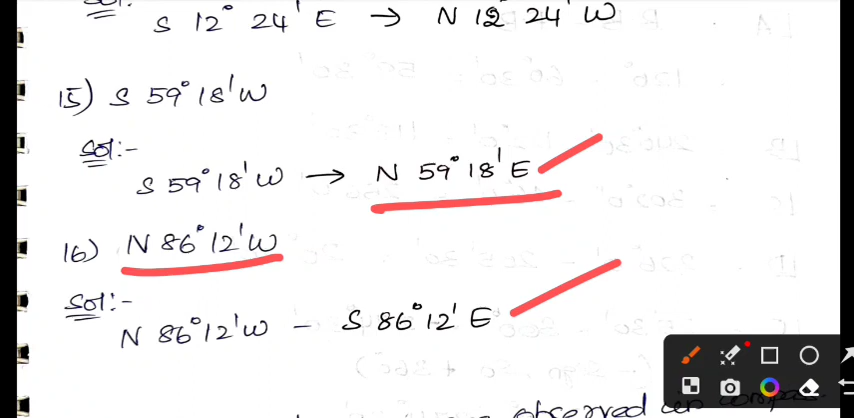 Sol:-
S 12° 24' E → N 12° 24' W
15) S 59° 18' W
Sol:-
S 59° 18' W → N 59° 18' E
16) N 86° 12' W
Sol:-
N 86° 12' W - S 86° 12' E
observed